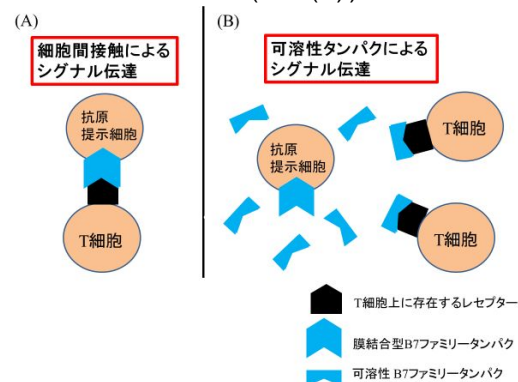 (A)
細胞間接触による
シグナル伝達
抗原
提示細胞
T細胞
(B)
可溶性タンパクによる
シグナル伝達
抗原
提示細胞
T細胞
T細胞
T細胞上に存在するレセプター
膜結合型B7ファミリータンパク
可溶性 B7ファミリータンパク